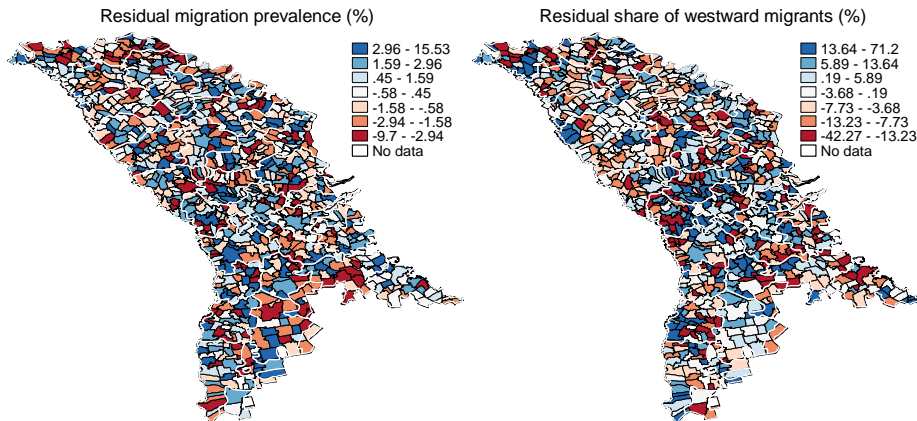 Residual migration prevalence (%)
2.96 - 15.53
1.59 - 2.96
.45 - 1.59
-.58 - .45
-1.58 - -.58
-2.94 - -1.58
-9.7 - -2.94
No data
Residual share of westward migrants (%)
13.64 - 71.2
5.89 - 13.64
.19 - 5.89
-3.68 - .19
-7.73 - -3.68
-13.23 - -7.73
-42.27 - -13.23
No data